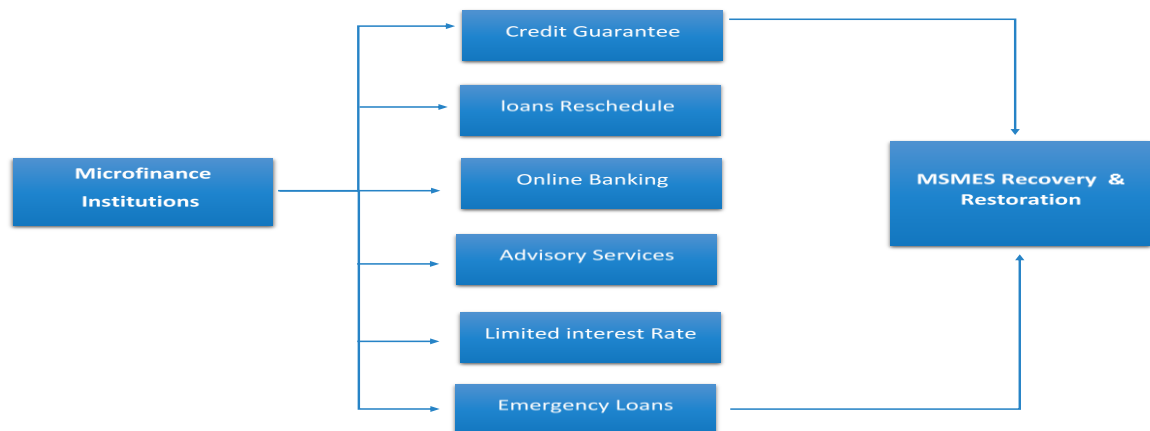 Credit Guarantee
loans Reschedule
Microfinance
Institutions
Online Banking
MSMES Recovery &
Restoration
Advisory Services
Limited interest Rate
Emergency Loans